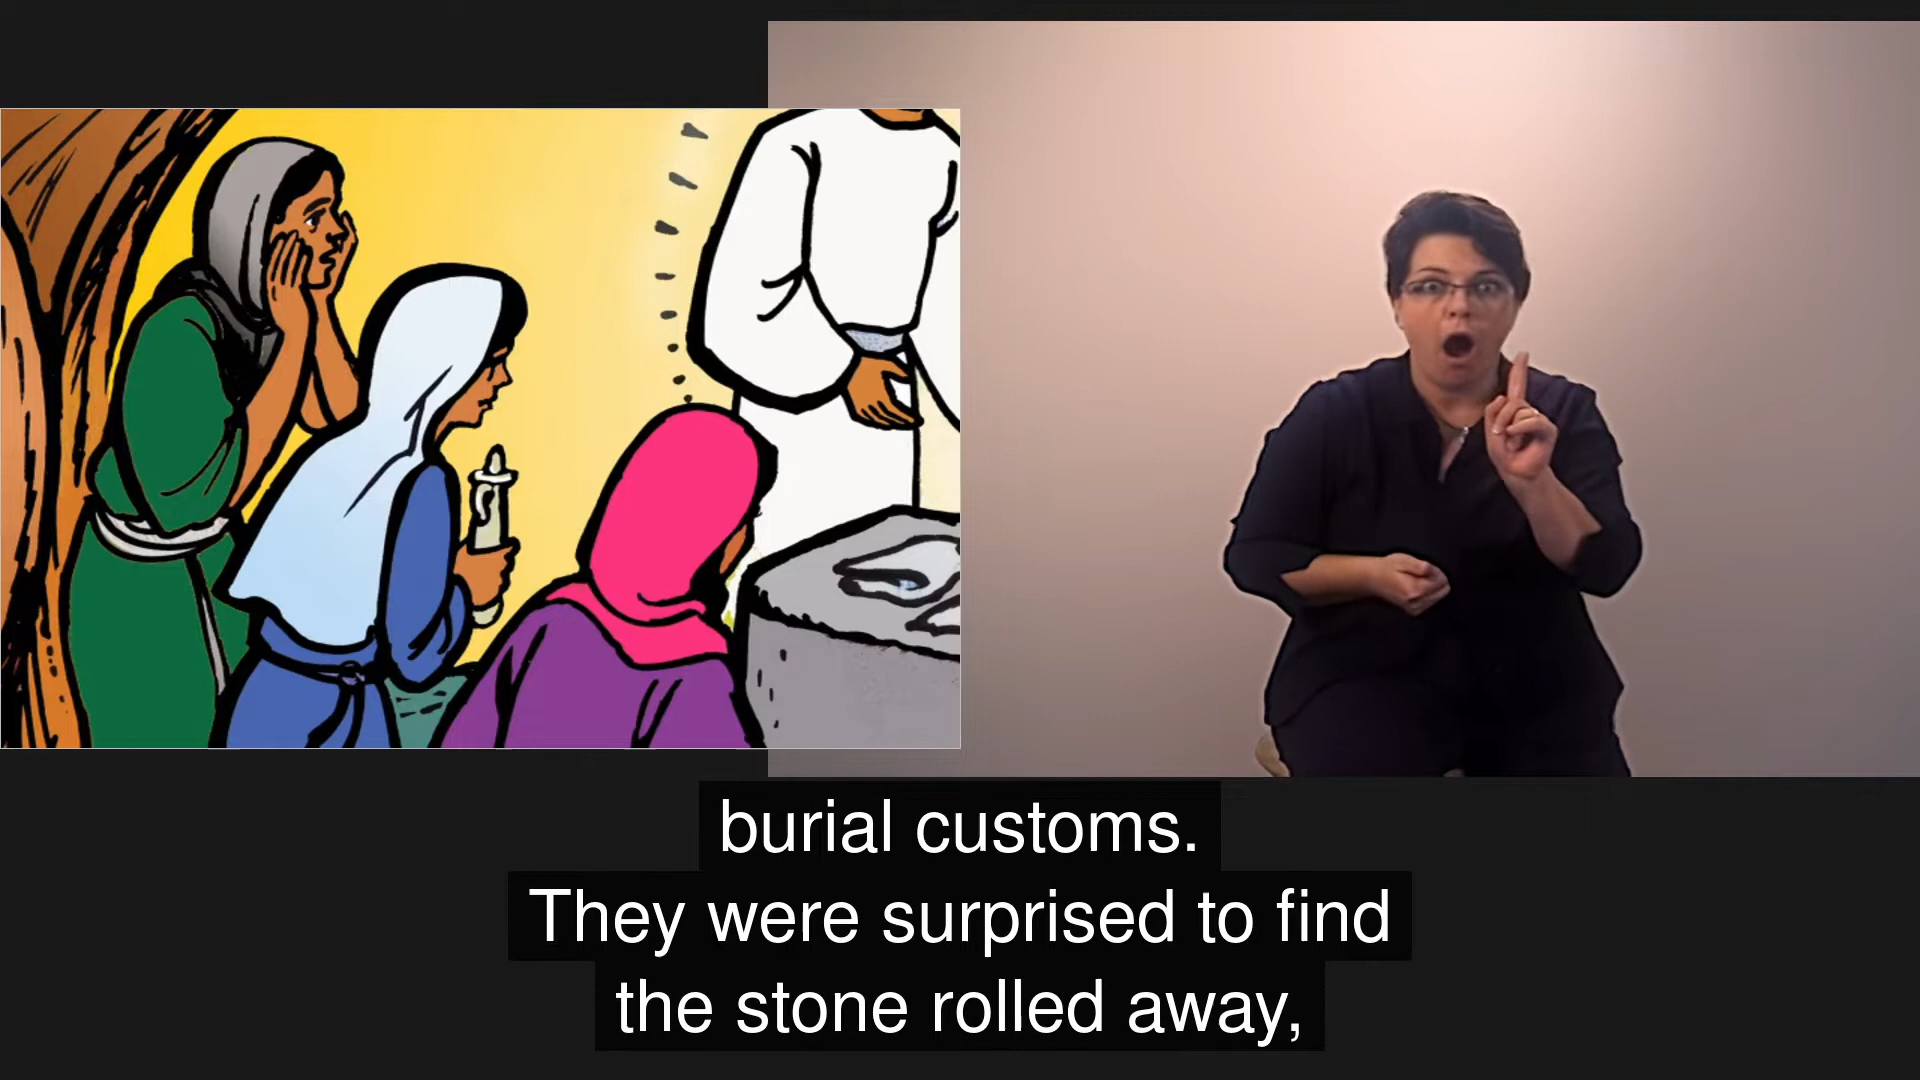 burial customs.
They were surprised to find
the stone rolled away,